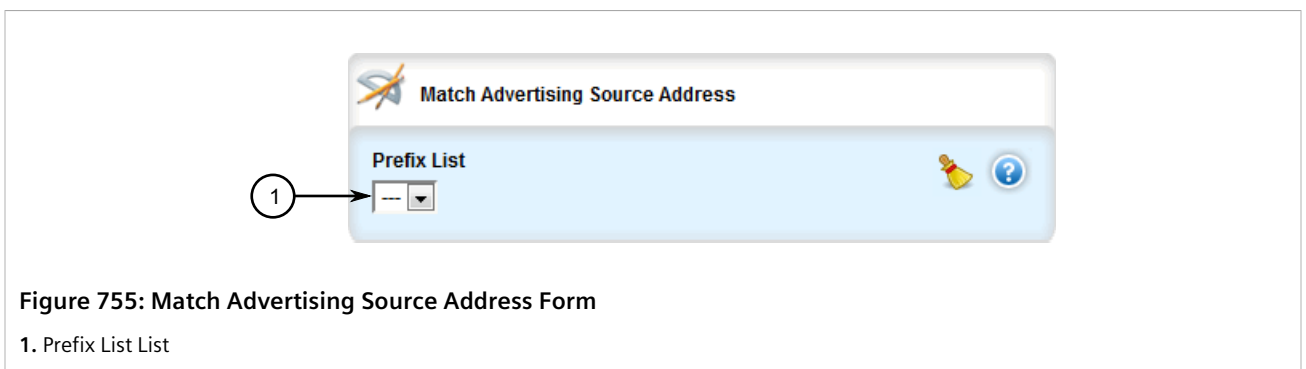 Match Advertising Source Address
Prefix List
1
---
?
Figure 755: Match Advertising Source Address Form
1. Prefix List List